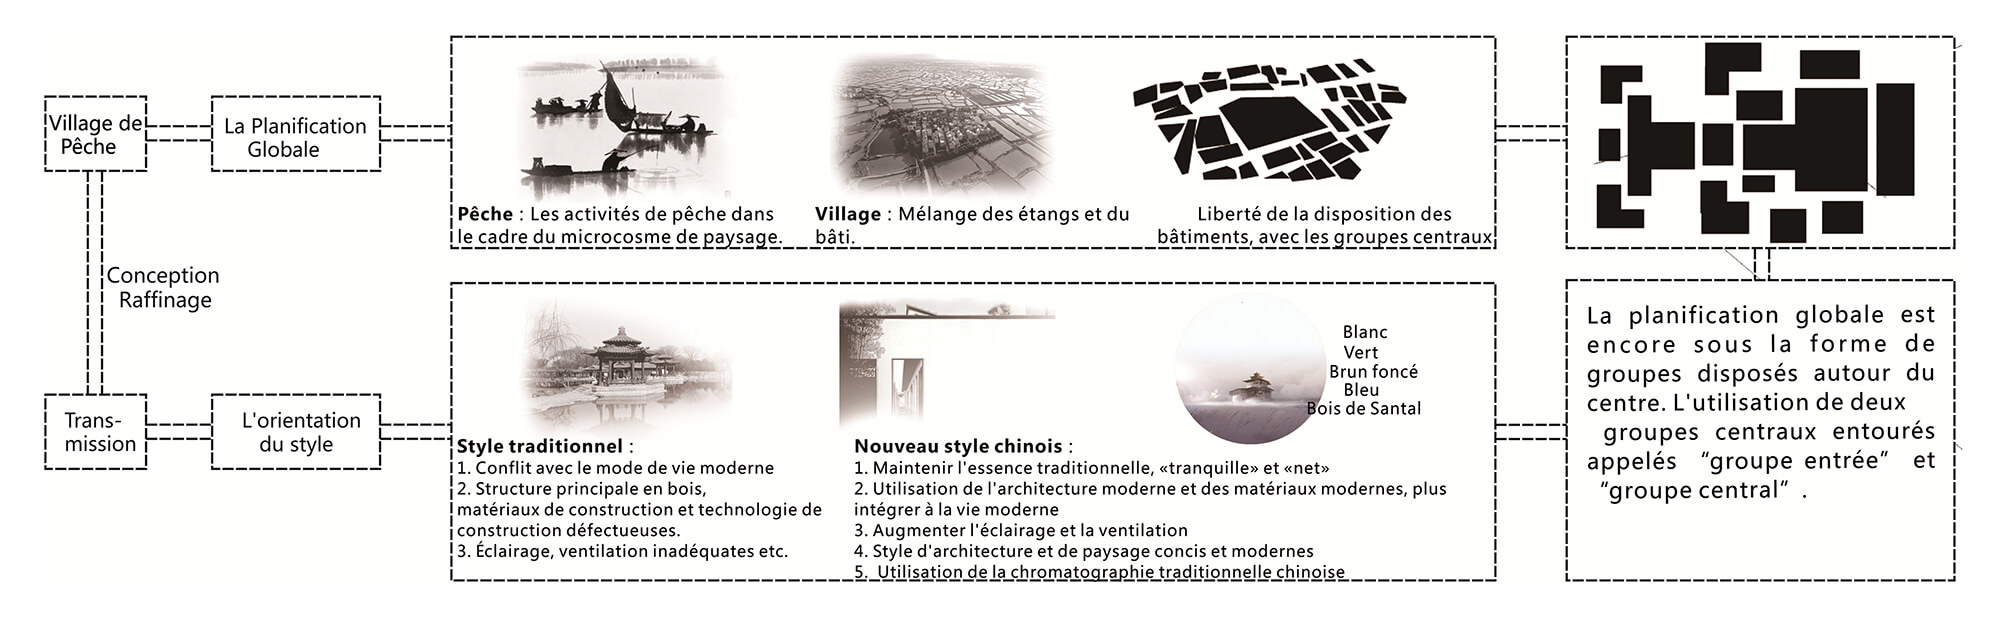 Village de
Pêche
La Planification
Globale
Pêche : Les activités de pêche dans
le cadre du microcosme de paysage.
Village : Mélange des étangs et du
bâti.
Liberté de la disposition des
bâtiments, avec les groupes centraux
Conception
Raffinage
Trans-
mission
L'orientation
du style
Style traditionnel :
1. Conflit avec le mode de vie moderne
2. Structure principale en bois,
matériaux de construction et technologie de
construction défectueuses.
3. Éclairage, ventilation inadéquates etc.
Nouveau style chinois :
1. Maintenir l'essence traditionnelle, «tranquille» et «net»
2. Utilisation de l'architecture moderne et des matériaux modernes, plus
intégrer à la vie moderne
3. Augmenter l'éclairage et la ventilation
4. Style d'architecture et de paysage concis et modernes
5. Utilisation de la chromatographie traditionnelle chinoise
Blanc
Vert
Brun foncé
Bleu
Bois de Santal
La planification globale est
encore sous la forme de
groupes disposés autour du
centre. L'utilisation de deux
groupes centraux entourés
appelés “groupe entrée” et
“groupe central” .